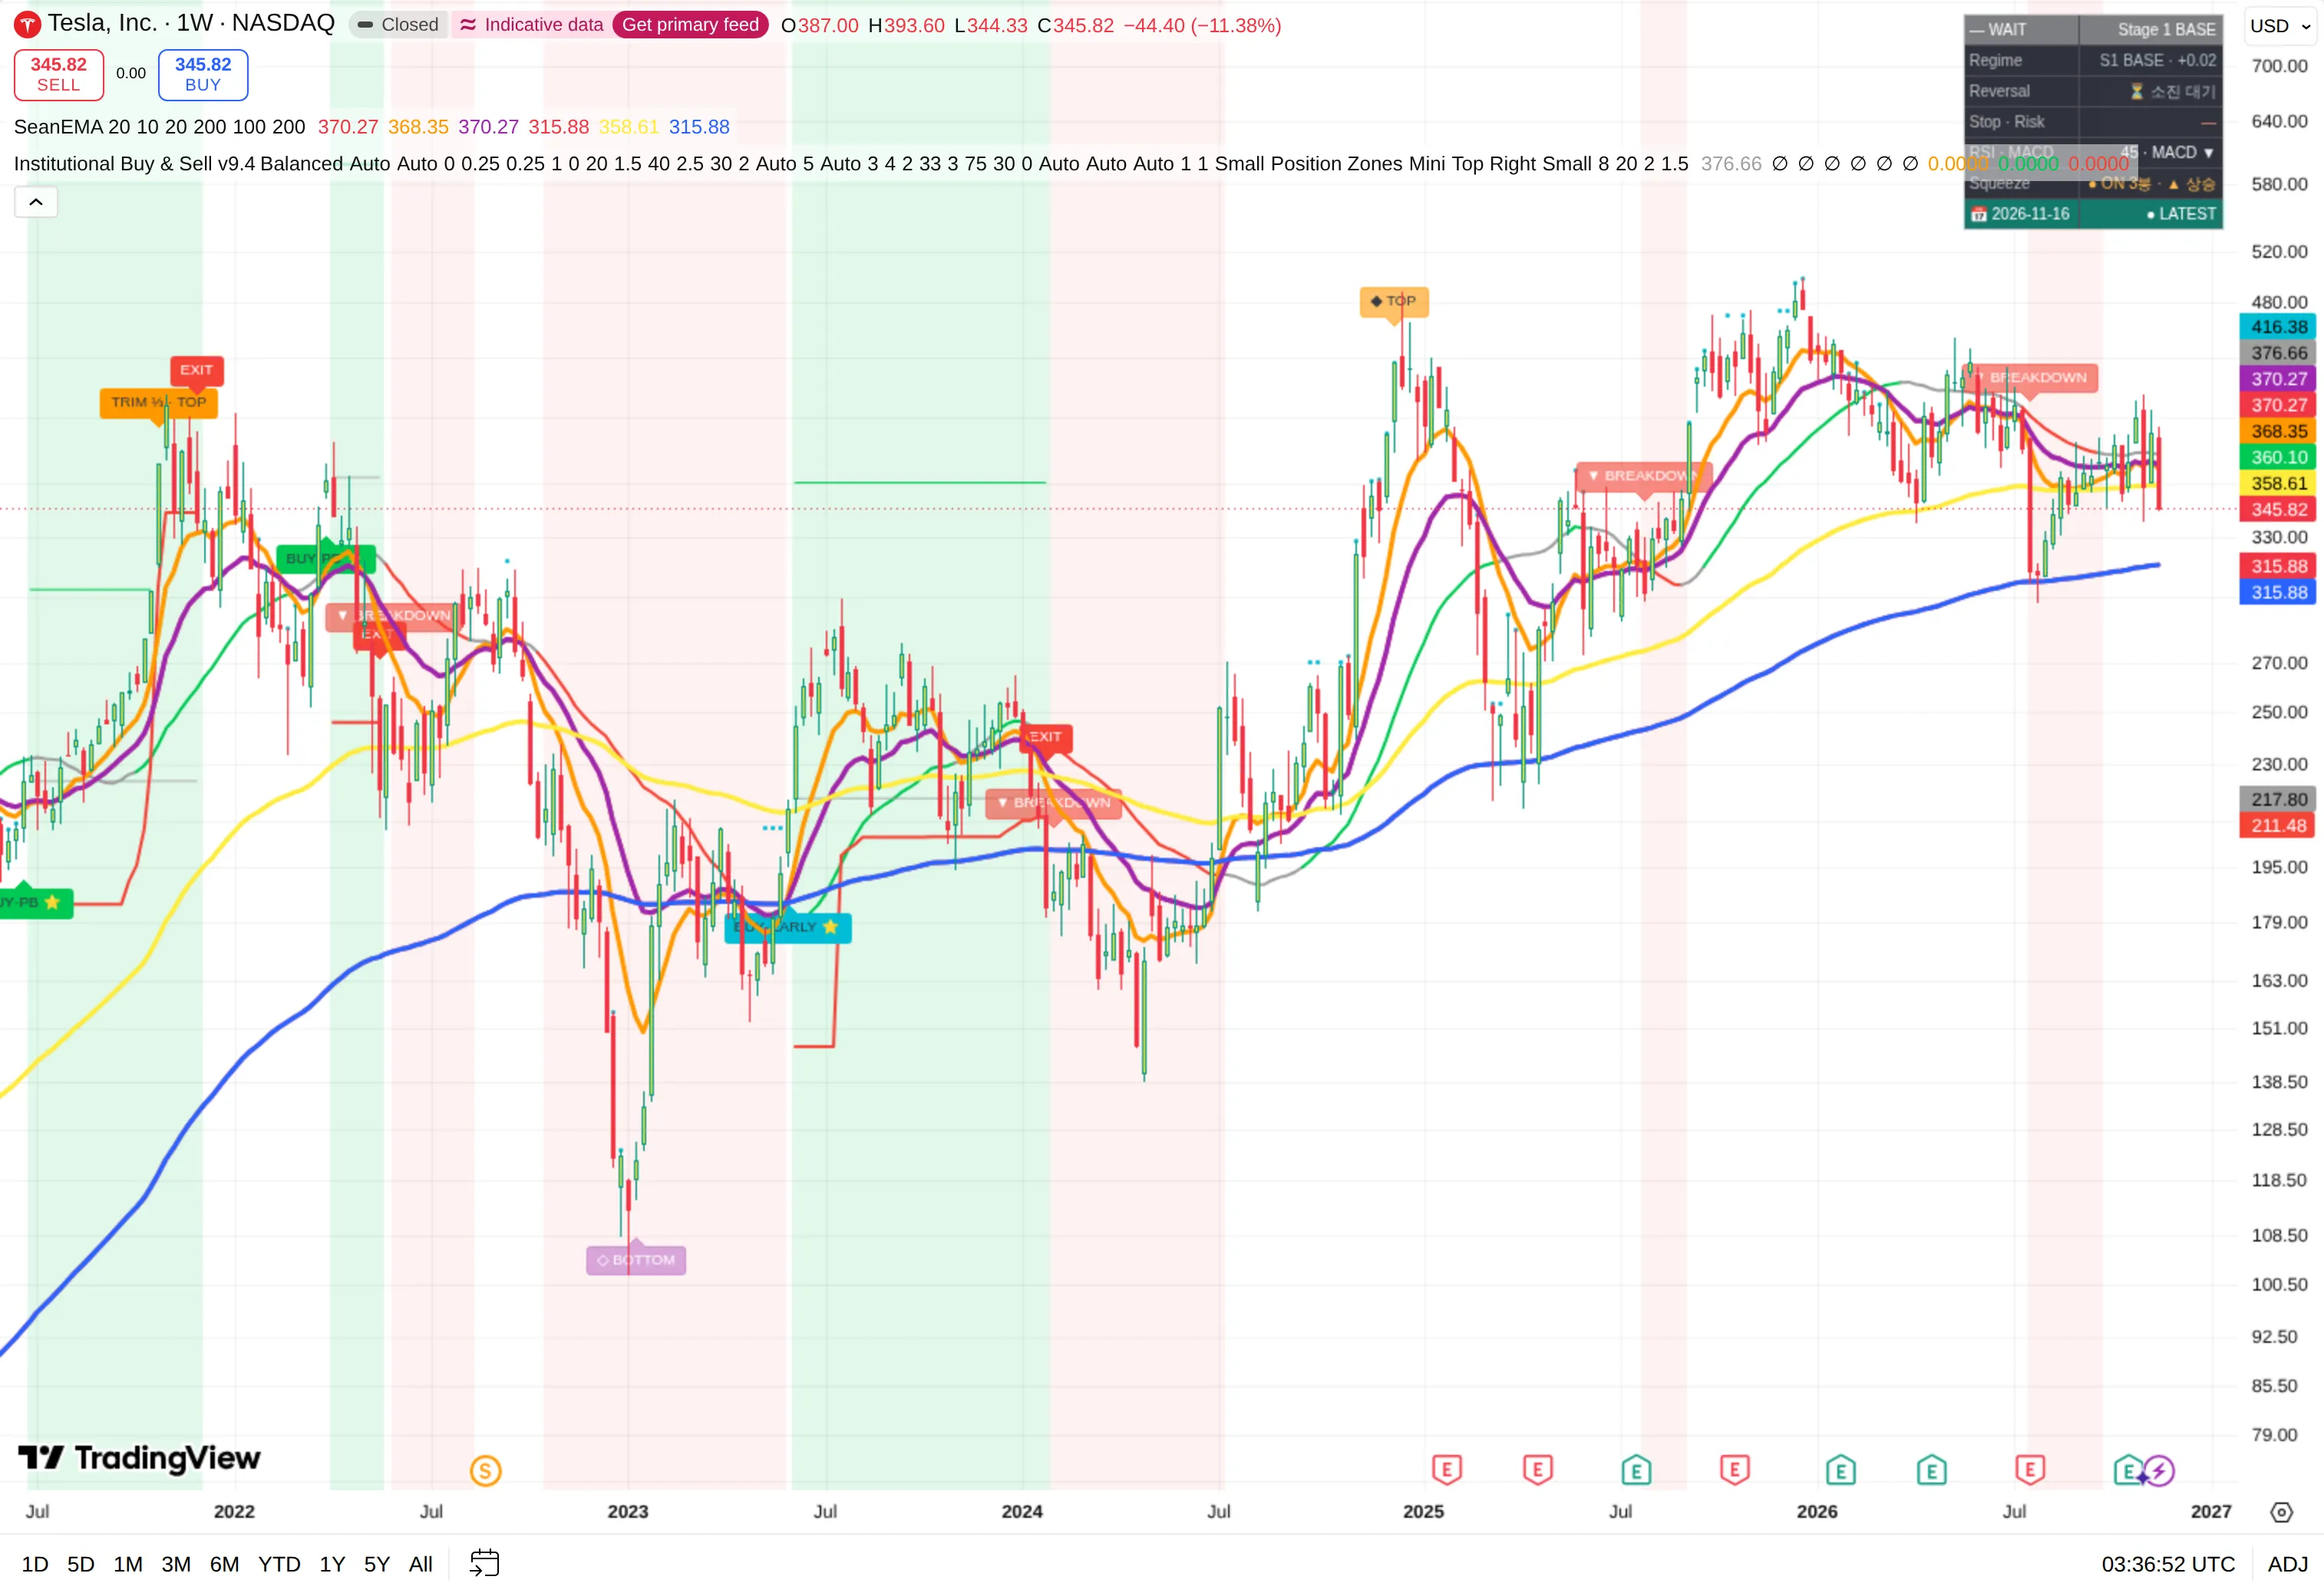 Tesla, Inc. · 1W · NASDAQ Closed Indicative data Get primary feed O387.00 H393.60 L344.33 C345.82 −44.40 (−11.38%)
345.82 SELL
0.00
345.82 BUY
SeanEMA 20 10 20 200 100 200 370.27 368.35 370.27 315.88 358.61 315.88
Institutional Buy & Sell v9.4 Balanced Auto Auto 0 0.25 0.25 1 0 20 1.5 40 2.5 30 2 Auto 5 Auto 3 4 2 33 3 75 30 0 Auto Auto Auto 1 1 Small Position Zones Mini Top Right Small 8 20 2 1.5 376.66 ∅ ∅ ∅ ∅ ∅ ∅ 0.0000 0.0000 0.0000
— WAIT Stage 1 BASE
Regime S1 BASE · +0.02
Reversal ⏳ 소진 대기
Stop · Risk —
RSI · MACD 45 · MACD ▼
Squeeze ● ON 3봉 · ▲ 상승
📅 2026-11-16 ● LATEST
USD
700.00
640.00
580.00
520.00
480.00
416.38
376.66
370.27
370.27
368.35
360.10
358.61
345.82
330.00
315.88
315.88
270.00
250.00
230.00
217.80
211.48
195.00
179.00
163.00
151.00
138.50
128.50
118.50
108.50
100.50
92.50
85.50
79.00
◆ TOP
EXIT
TRIM ⅓ · TOP
▼ BREAKDOWN
▼ BREAKDOWN
▼ BREAKDOWN
EXIT
EXIT
▼ BREAKDOWN
◇ BOTTOM
TradingView
S
E
E
E
E
E
E
E
E
Jul 2022 Jul 2023 Jul 2024 Jul 2025 Jul 2026 Jul 2027
1D 5D 1M 3M 6M YTD 1Y 5Y All
03:36:52 UTC ADJ